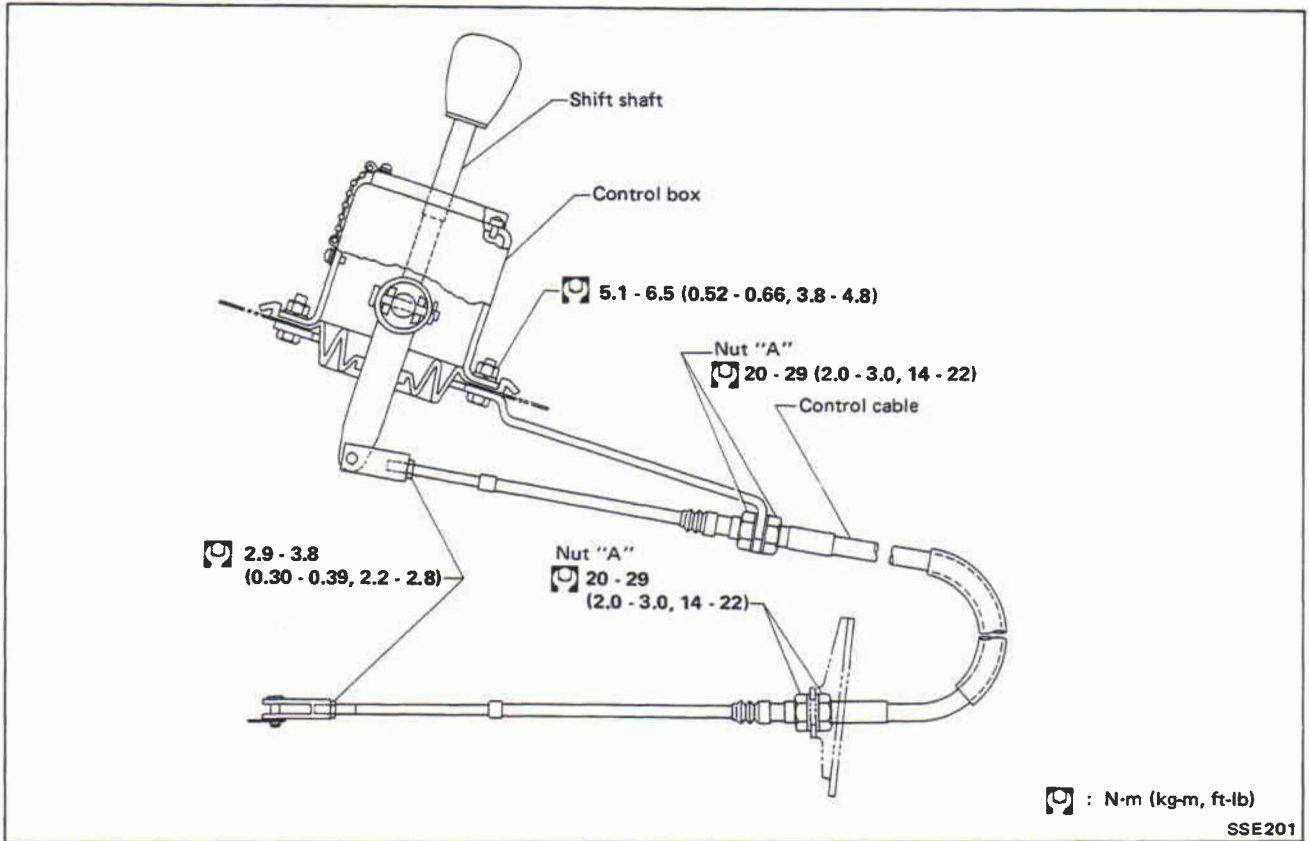 Shift shaft
Control box
5.1 - 6.5 (0.52 - 0.66, 3.8 - 4.8)
Nut "A"
20 - 29 (2.0 - 3.0, 14 - 22)
Control cable
2.9 - 3.8
(0.30 - 0.39, 2.2 - 2.8)
Nut "A"
20 - 29
(2.0 - 3.0, 14 - 22)
: N·m (kg-m, ft-lb)
SSE201